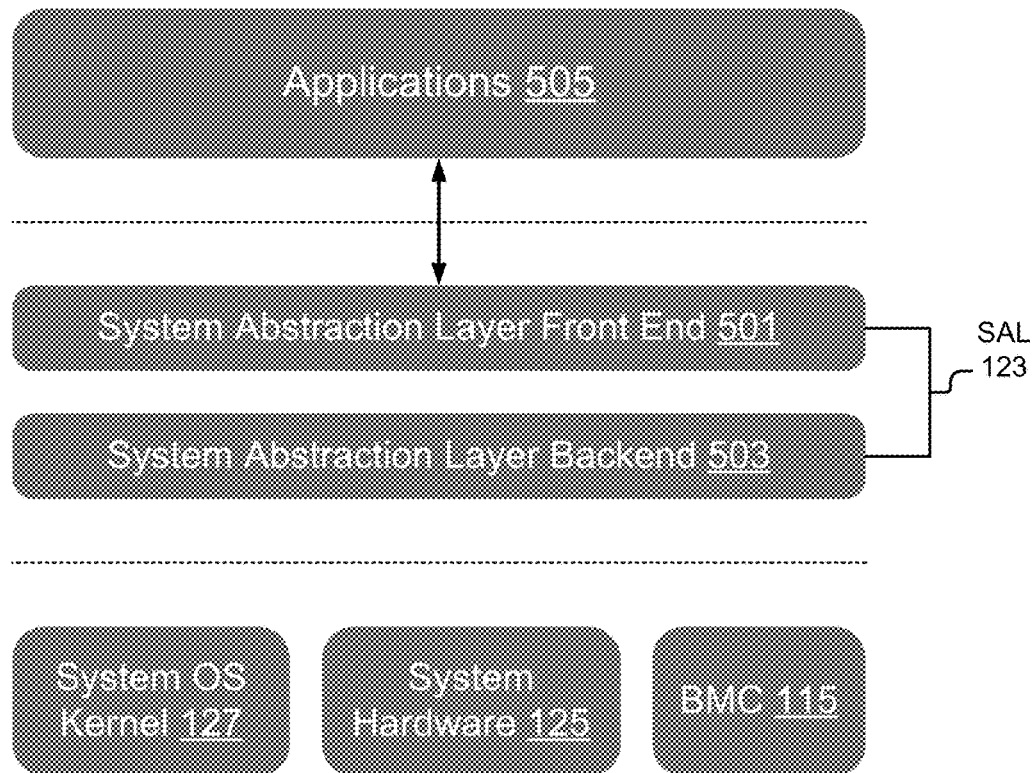 Applications 505
System Abstraction Layer Front End 501
SAL
123
System Abstraction Layer Backend 503
System OS
Kernel 127
System
Hardware 125
BMC 115